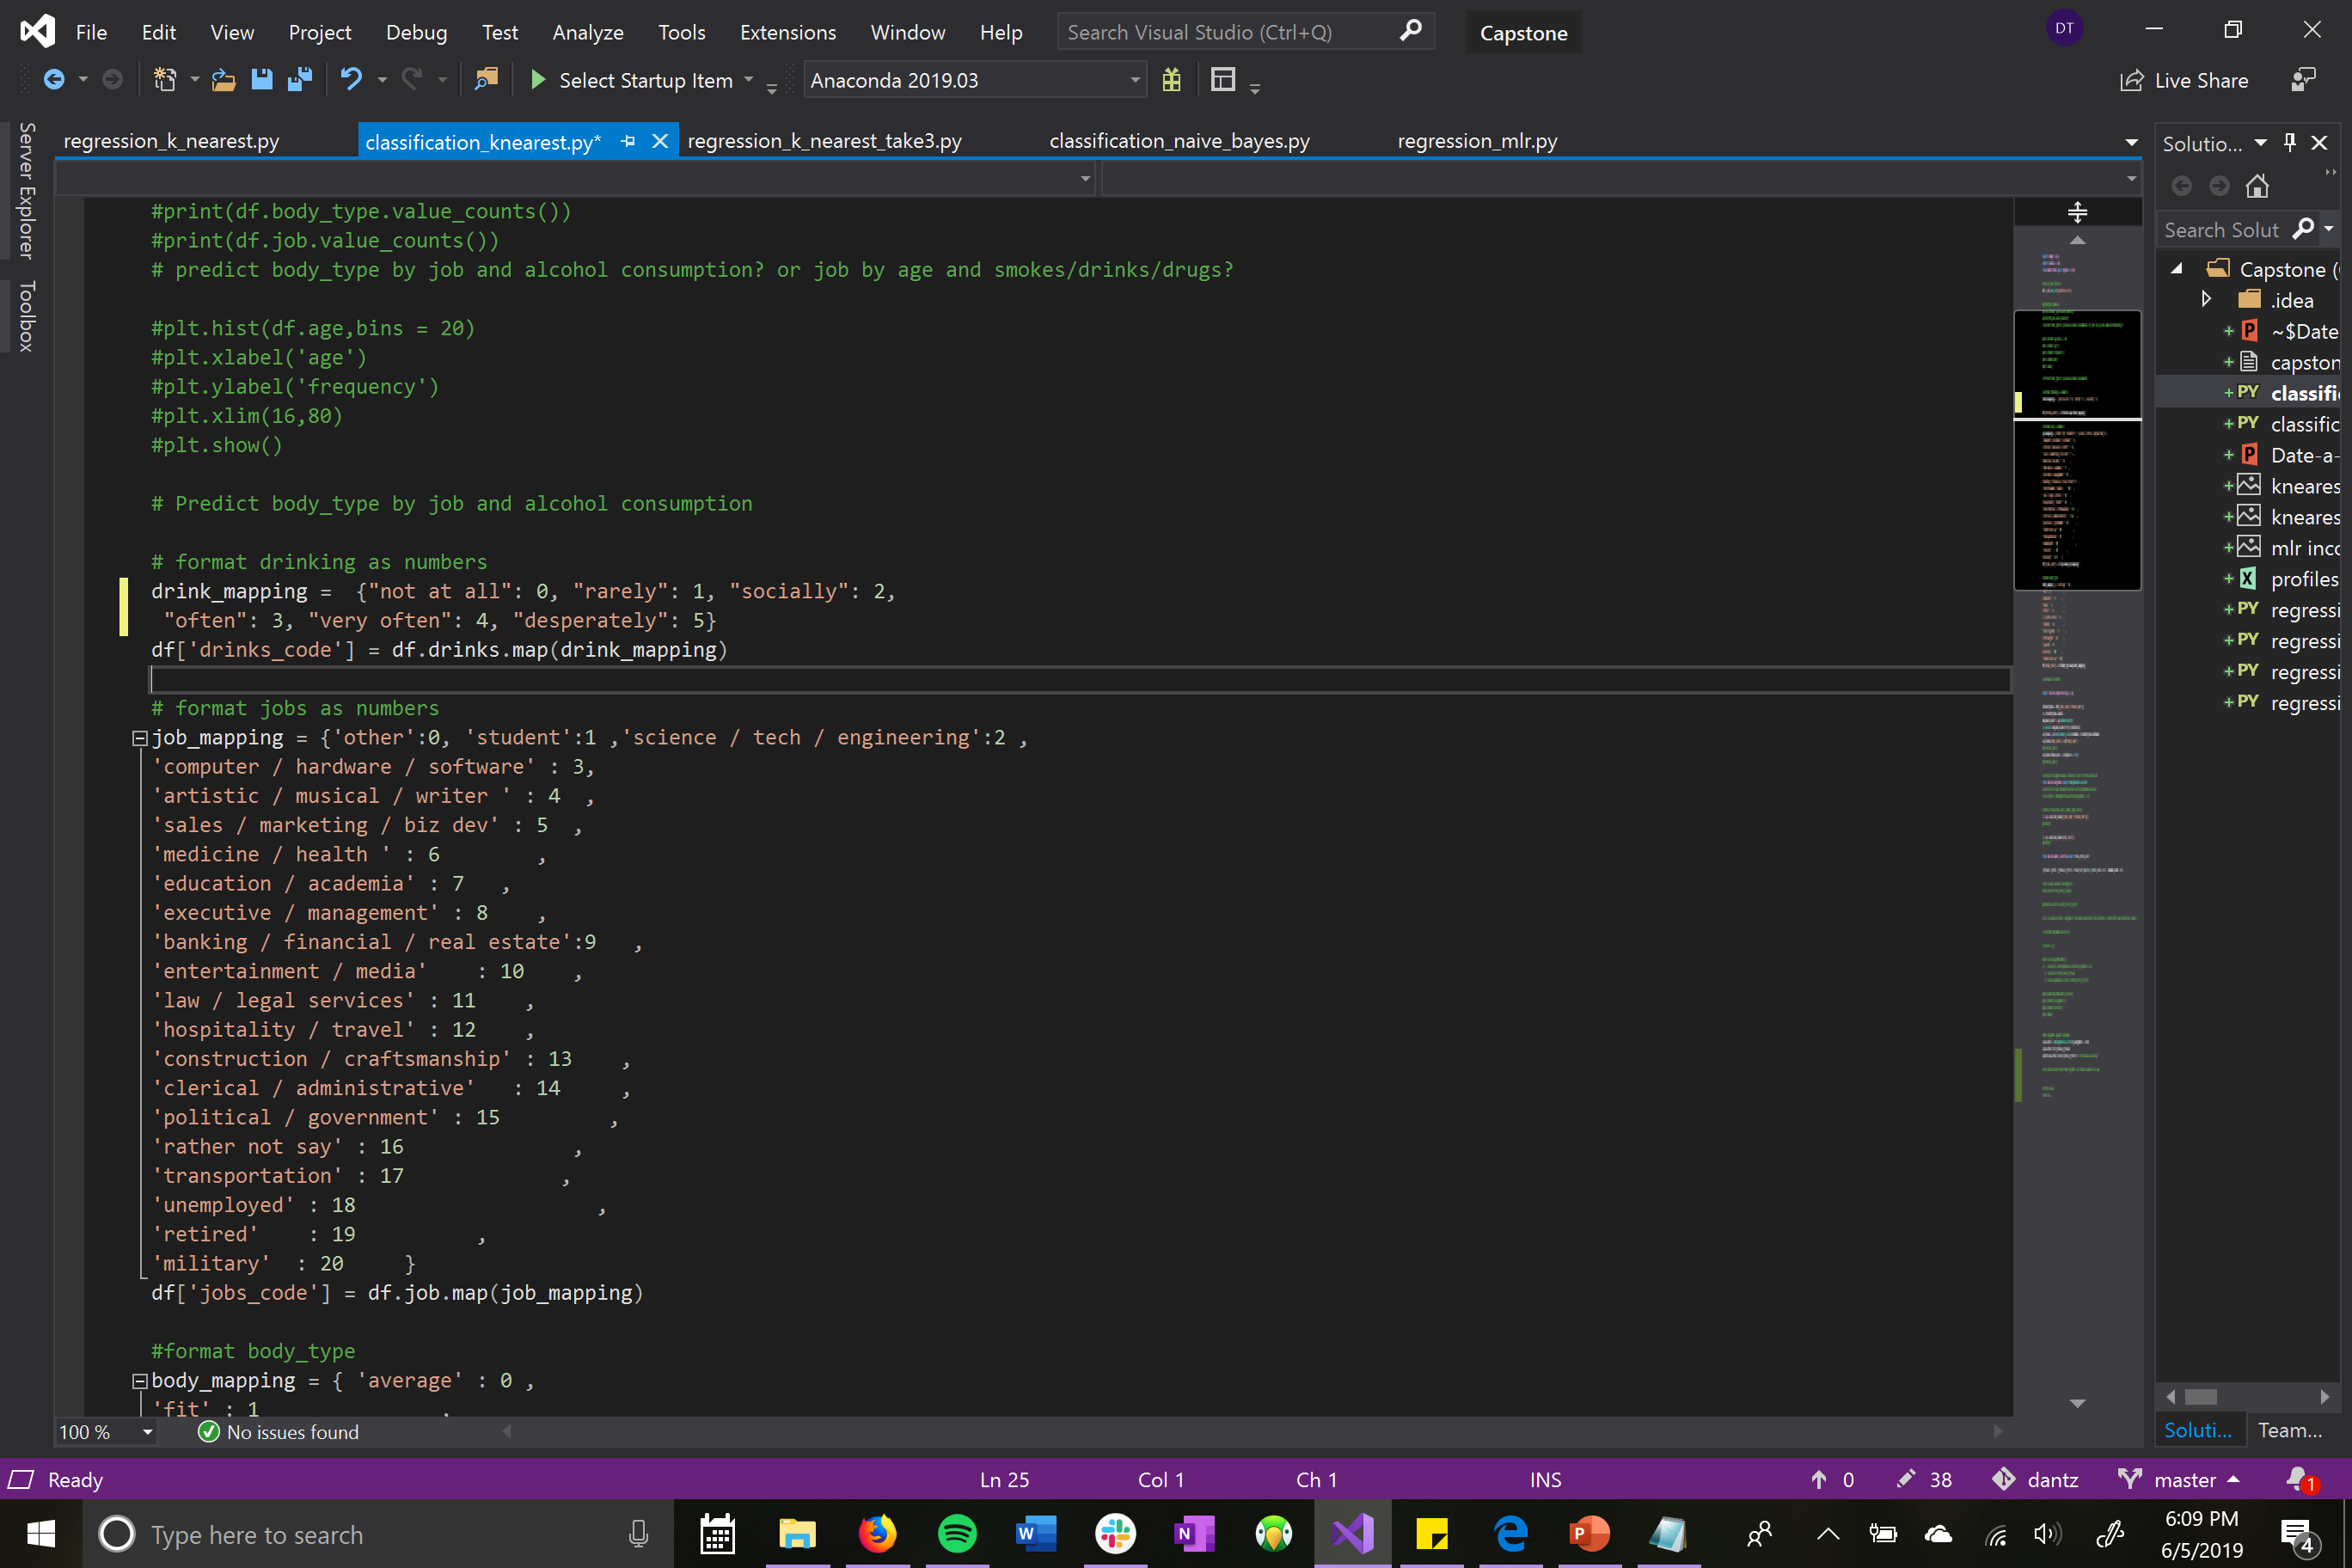 File Edit View Project Debug Test Analyze Tools Extensions Window Help Search Visual Studio (Ctrl+Q) Capstone DT
Select Startup Item Anaconda 2019.03 Live Share
Server Explorer
Toolbox
regression_k_nearest.py classification_knearest.py* regression_k_nearest_take3.py classification_naive_bayes.py regression_mlr.py
#print(df.body_type.value_counts())
#print(df.job.value_counts())
# predict body_type by job and alcohol consumption? or job by age and smokes/drinks/drugs?
#plt.hist(df.age,bins = 20)
#plt.xlabel('age')
#plt.ylabel('frequency')
#plt.xlim(16,80)
#plt.show()
# Predict body_type by job and alcohol consumption
# format drinking as numbers
drink_mapping =  {"not at all": 0, "rarely": 1, "socially": 2,
"often": 3, "very often": 4, "desperately": 5}
df['drinks_code'] = df.drinks.map(drink_mapping)
# format jobs as numbers
job_mapping = {'other':0, 'student':1 ,'science / tech / engineering':2 ,
'computer / hardware / software' : 3,
'artistic / musical / writer ' : 4  ,
'sales / marketing / biz dev' : 5  ,
'medicine / health ' : 6        ,
'education / academia' : 7   ,
'executive / management' : 8    ,
'banking / financial / real estate':9   ,
'entertainment / media'    : 10    ,
'law / legal services' : 11    ,
'hospitality / travel' : 12    ,
'construction / craftsmanship' : 13    ,
'clerical / administrative'   : 14     ,
'political / government' : 15         ,
'rather not say' : 16              ,
'transportation' : 17             ,
'unemployed' : 18                    ,
'retired'    : 19          ,
'military'  : 20     }
df['jobs_code'] = df.job.map(job_mapping)
#format body_type
body_mapping = { 'average' : 0 ,
'fit' : 1               ,
100 % No issues found
Solutio...
Search Solut
Capstone (
.idea
~$Date
capston
classifi
classific
Date-a-
kneares
kneares
mlr inc
profiles
regressi
regressi
regressi
regressi
Soluti... Team...
Ready Ln 25 Col 1 Ch 1 INS 0 38 dantz master 1
Type here to search 6:09 PM
6/5/2019 4